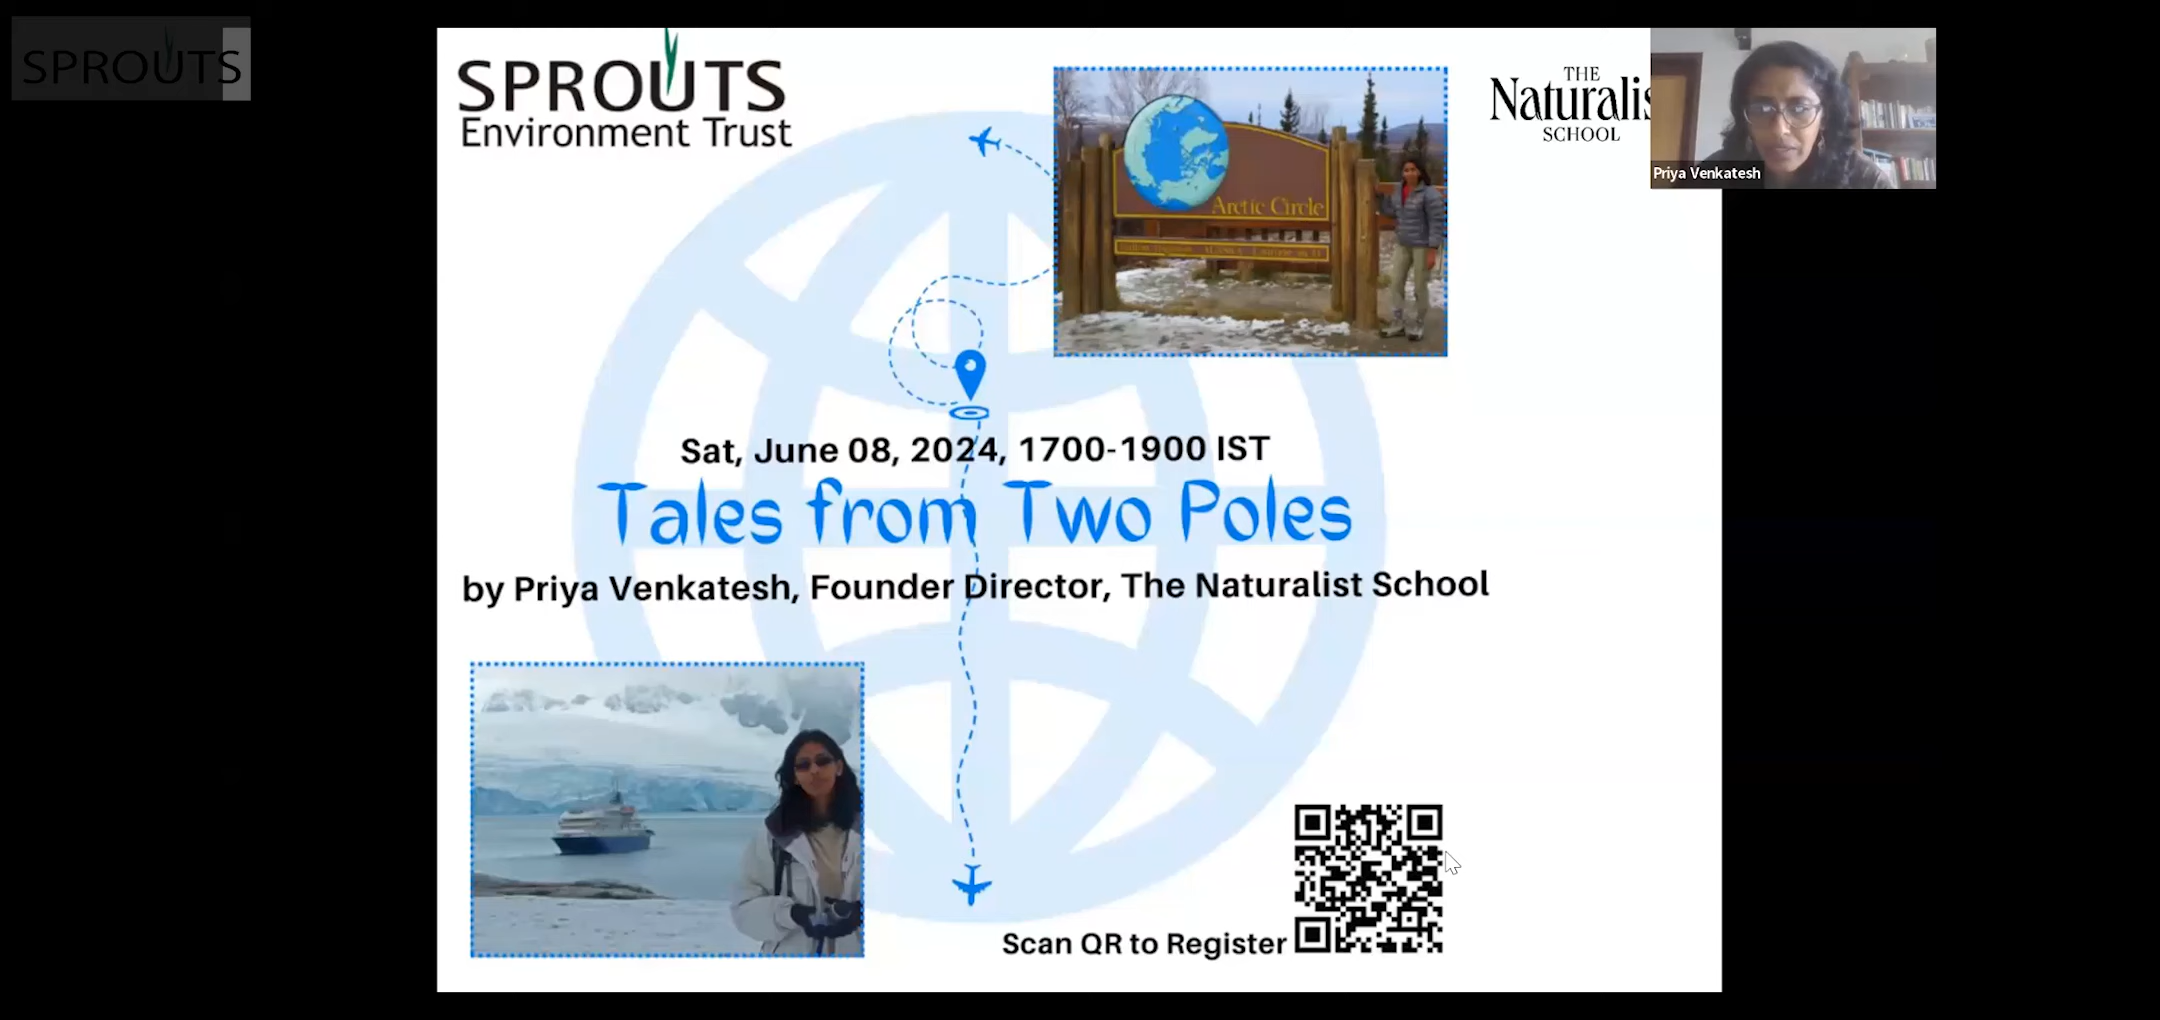 SPROUTS
SPROUTS
Environment Trust
Arctic Circle
THE
Naturalis
SCHOOL
Priya Venkatesh
Sat, June 08, 2024, 1700-1900 IST
Tales from Two Poles
by Priya Venkatesh, Founder Director, The Naturalist School
Scan QR to Register